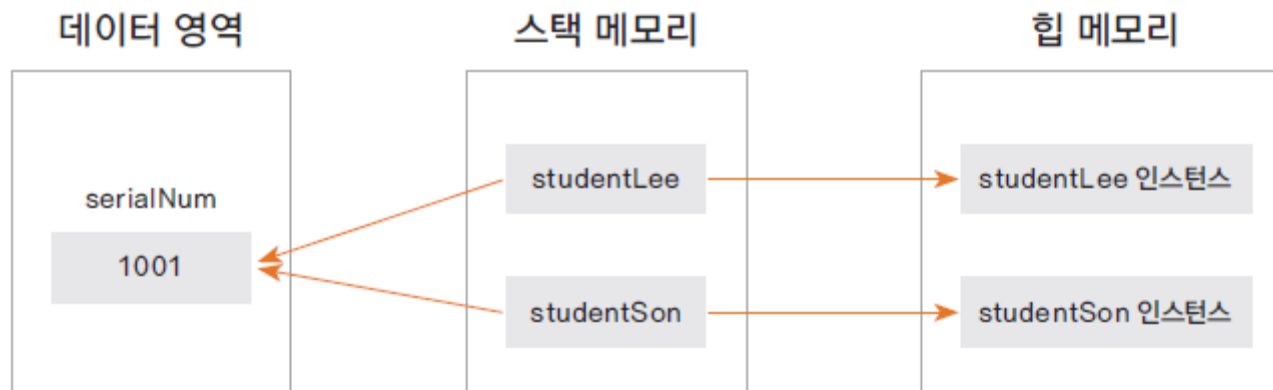 데이터 영역
스택 메모리
힙 메모리
serialNum
1001
studentLee
studentSon
studentLee 인스턴스
studentSon 인스턴스